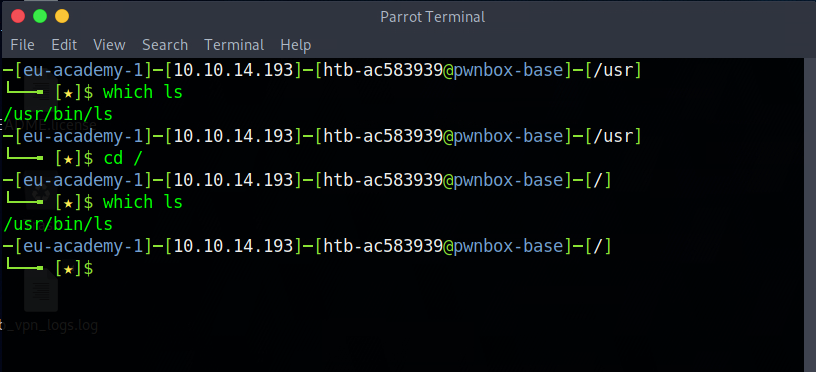 Parrot Terminal
File Edit View Search Terminal Help
─[eu-academy-1]─[10.10.14.193]─[htb-ac583939@pwnbox-base]─[/usr]
└──╼ [★]$ which ls
/usr/bin/ls
─[eu-academy-1]─[10.10.14.193]─[htb-ac583939@pwnbox-base]─[/usr]
└──╼ [★]$ cd /
─[eu-academy-1]─[10.10.14.193]─[htb-ac583939@pwnbox-base]─[/]
└──╼ [★]$ which ls
/usr/bin/ls
─[eu-academy-1]─[10.10.14.193]─[htb-ac583939@pwnbox-base]─[/]
└──╼ [★]$
_vpn_logs.log